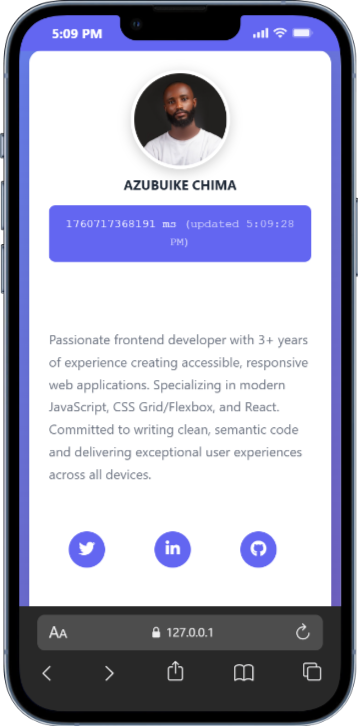 5:09 PM
AZUBUIKE CHIMA
1760717368191 ms (updated 5:09:28
PM)
Passionate frontend developer with 3+ years
of experience creating accessible, responsive
web applications. Specializing in modern
JavaScript, CSS Grid/Flexbox, and React.
Committed to writing clean, semantic code
and delivering exceptional user experiences
across all devices.
in
AA 127.0.0.1